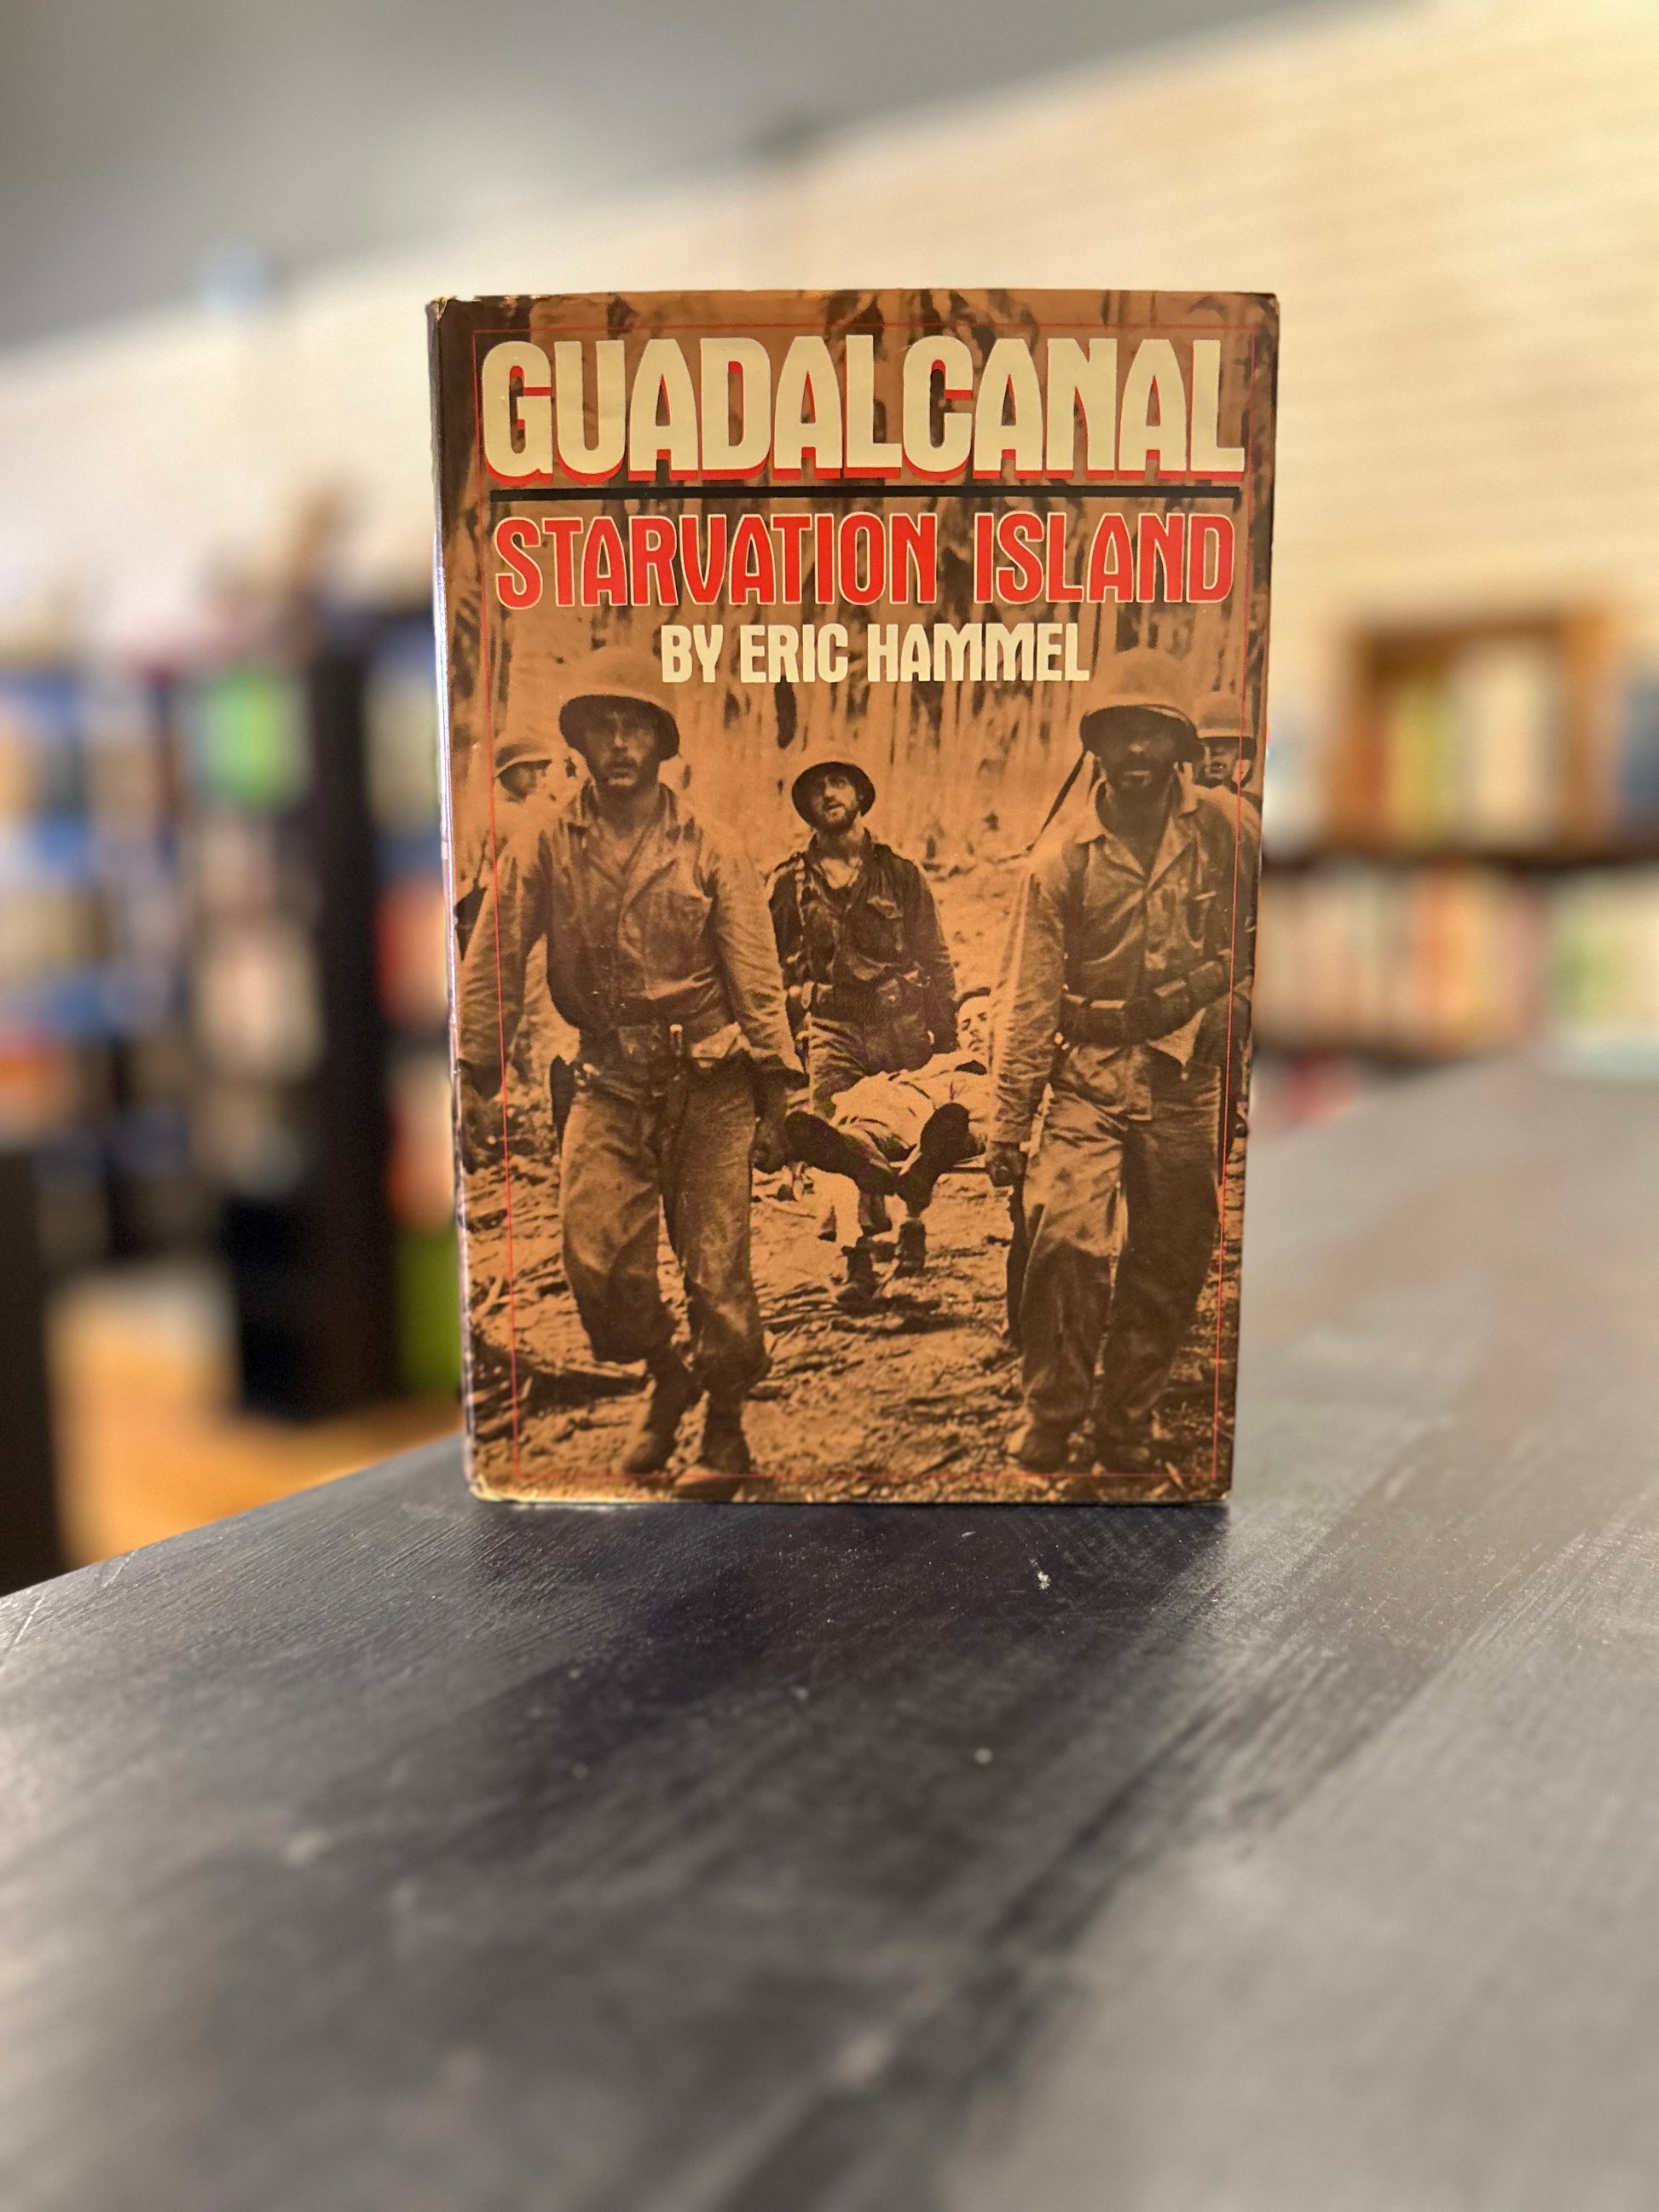 GUADALCANAL
STARVATION ISLAND
BY ERIC HAMMEL